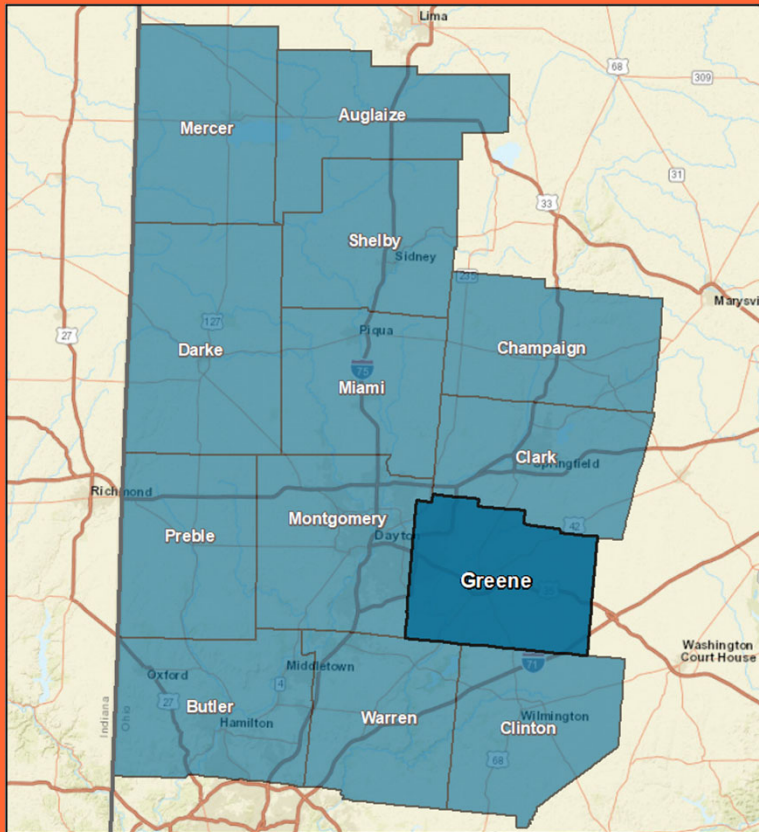 Lima
68
309
Mercer
Auglaize
31
33
Shelby
Sidney
Marysvi
27
127
Piqua
Darke
Champaign
75
Miami
Clark
Springfield
Richmond
Montgomery
42
Dayton
Preble
Greene
35
Washington
Court House
Middletown
71
Oxford
27
4
Butler
Hamilton
Warren
Wilmington
Clinton
68
Indiana
Ohio